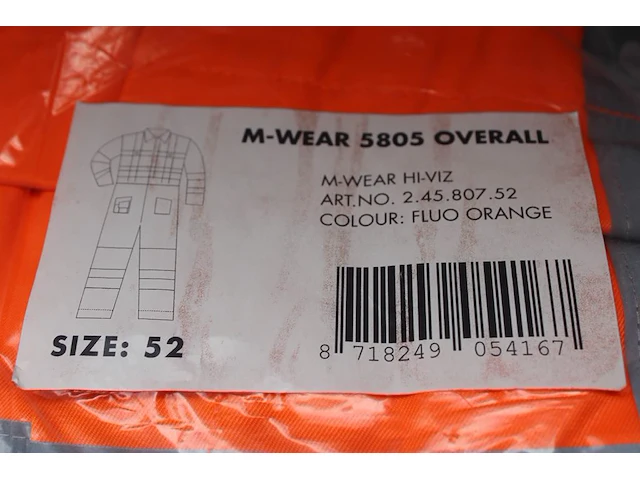 M-WEAR 5805 OVERALL
M-WEAR HI-VIZ
ART.NO. 2.45.807.52
COLOUR: FLUO ORANGE
SIZE: 52
8 718249 054167